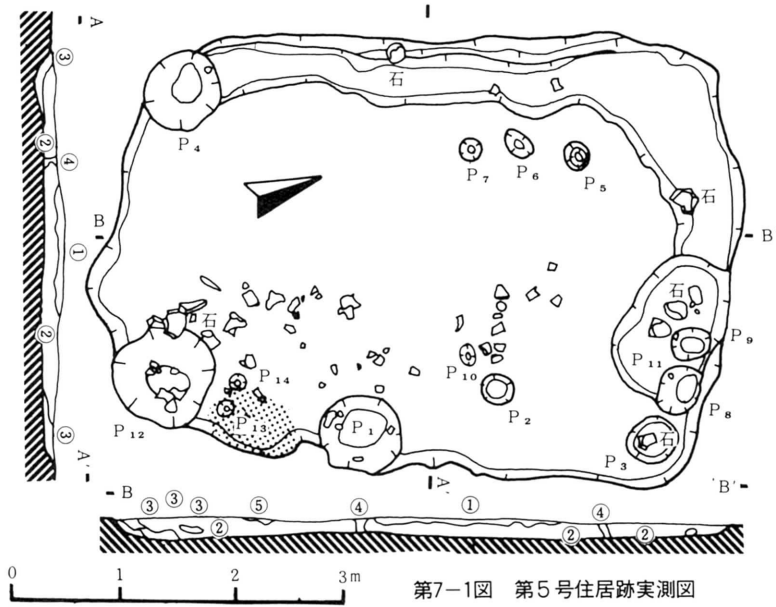 A
③
石
P₄
② ④
P₇ P₆ P₅
石
B
B
①
石
石
P₉
②
P₁₁
P₁₄
P₁₀
P₂
P₈
P₁₂
P₁₃
P₁
石
③
P₃
A'
A'
B'
B
③ ③ ③ ⑤ ④ ① ④
② ② ②
0 1 2 3m
第7-1図 第5号住居跡実測図